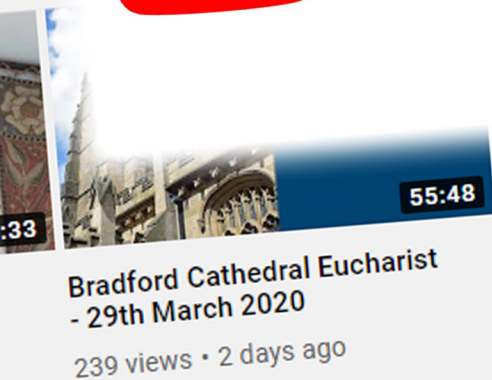 :33
55:48
Bradford Cathedral Eucharist
- 29th March 2020
239 views • 2 days ago